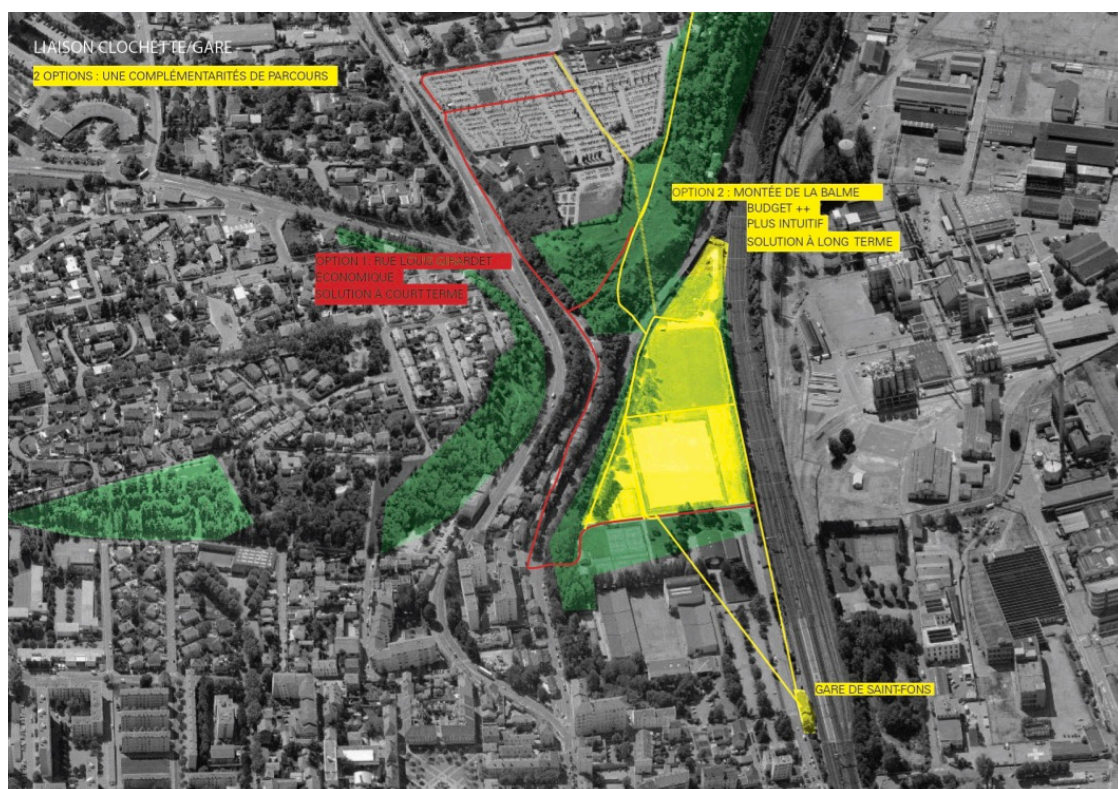 LIAISON CLOCHETTE/GARE -
2 OPTIONS : UNE COMPLÉMENTARITÉS DE PARCOURS
OPTION 2 : MONTÉE DE LA BALME
BUDGET ++
PLUS INTUITIF
SOLUTION À LONG TERME
OPTION 1: RUE LOUIS GIRARDET
ÉCONOMIQUE
SOLUTION À COURT TERME
GARE DE SAINT-FONS